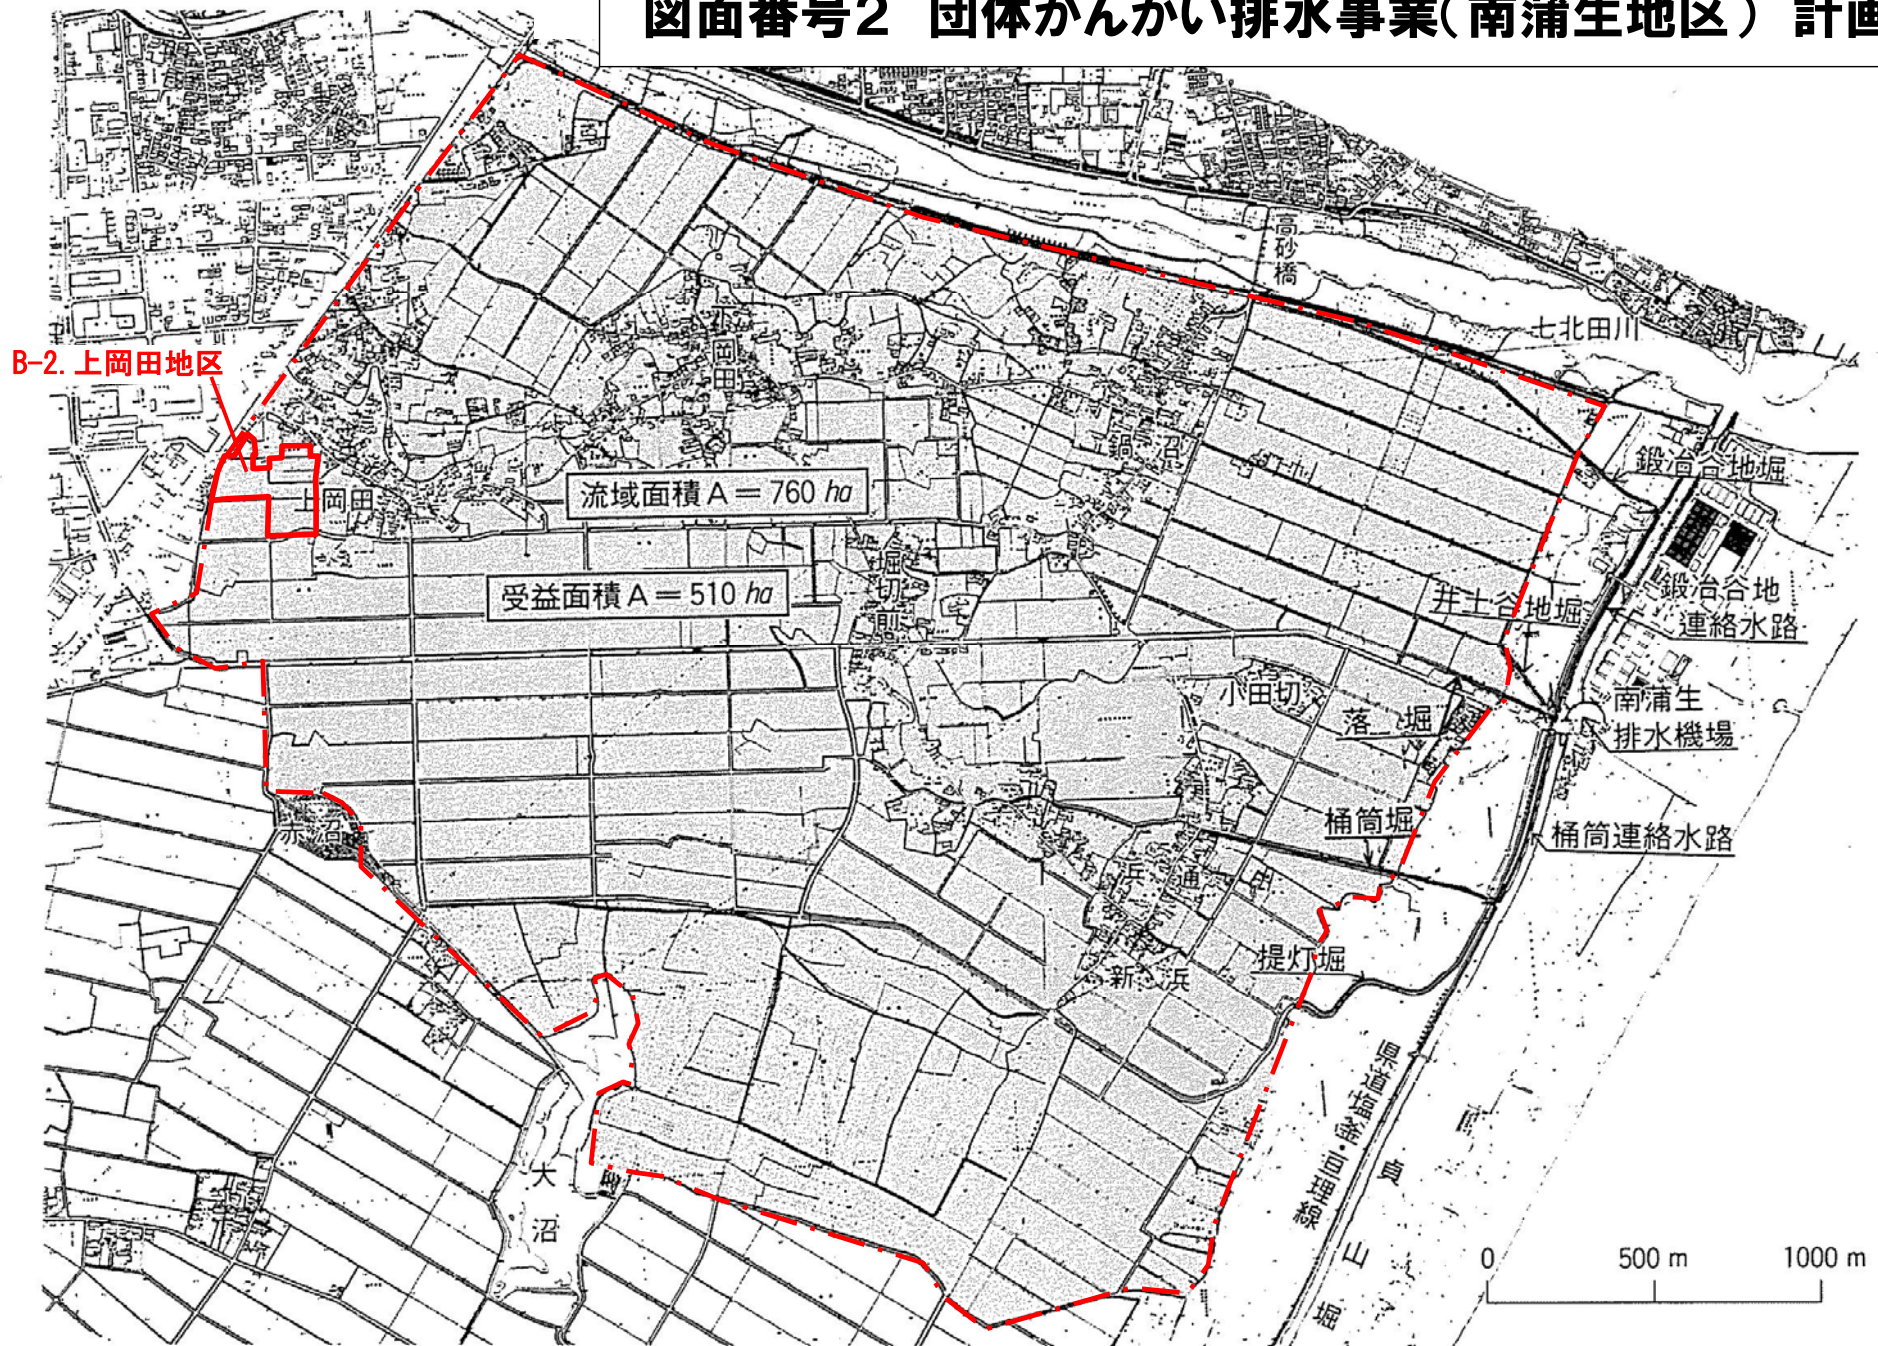 図面番号2 団体かんがい排水事業(南蒲生地区) 計画
高砂橋
七北田川
B-2. 上岡田地区
下岡田
鍋沼
鍛冶谷地堀
上岡田
流域面積 A = 760 ha
受益面積 A = 510 ha
堀切前
井土谷地堀
鍛冶谷地
連絡水路
小田切
落堀
南蒲生
排水機場
赤沼
桶筒堀
桶筒連絡水路
浜通
新浜
提灯堀
県道塩釜・亘理線
貞山堀
大沼
0 500 m 1000 m